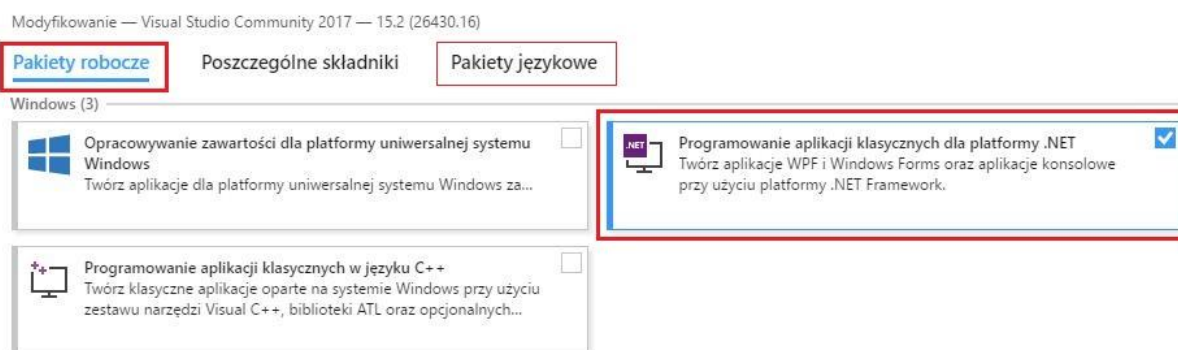 Modyfikowanie — Visual Studio Community 2017 — 15.2 (26430.16)
Pakiety robocze
Poszczególne składniki
Pakiety językowe
Windows (3)
Opracowywanie zawartości dla platformy uniwersalnej systemu
Windows
Twórz aplikacje dla platformy uniwersalnej systemu Windows za...
.NET
Programowanie aplikacji klasycznych dla platformy .NET
Twórz aplikacje WPF i Windows Forms oraz aplikacje konsolowe
przy użyciu platformy .NET Framework.
Programowanie aplikacji klasycznych w języku C++
Twórz klasyczne aplikacje oparte na systemie Windows przy użyciu
zestawu narzędzi Visual C++, biblioteki ATL oraz opcjonalnych...